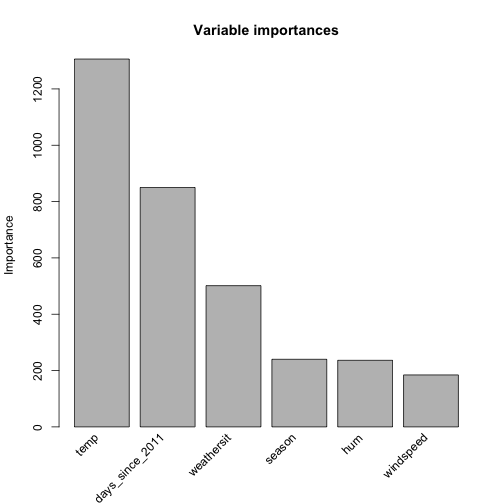 Variable importances
Importance
1200
1000
800
600
400
200
0
temp
days_since_2011
weathersit
season
hum
windspeed